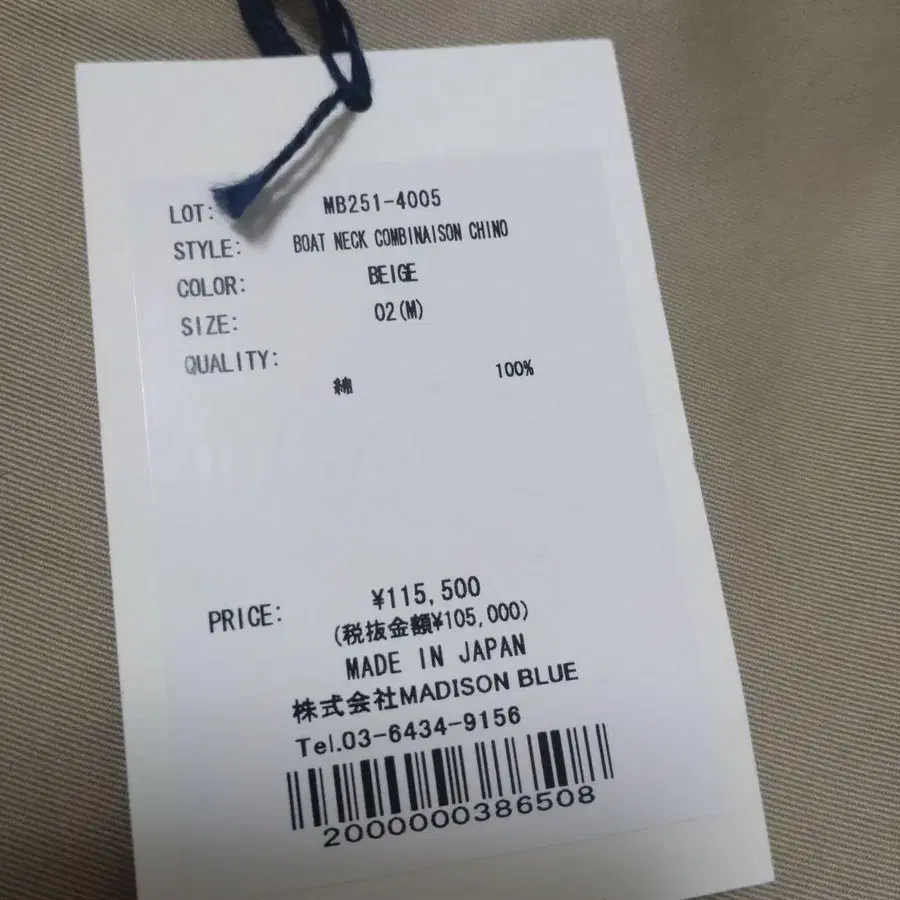 LOT: MB251-4005
STYLE: BOAT NECK COMBINAISON CHINO
COLOR: BEIGE
SIZE: 02(M)
QUALITY:
綿 100%
PRICE: ¥115,500
(税抜金額¥105,000)
MADE IN JAPAN
株式会社MADISON BLUE
Tel.03-6434-9156
2000000386508